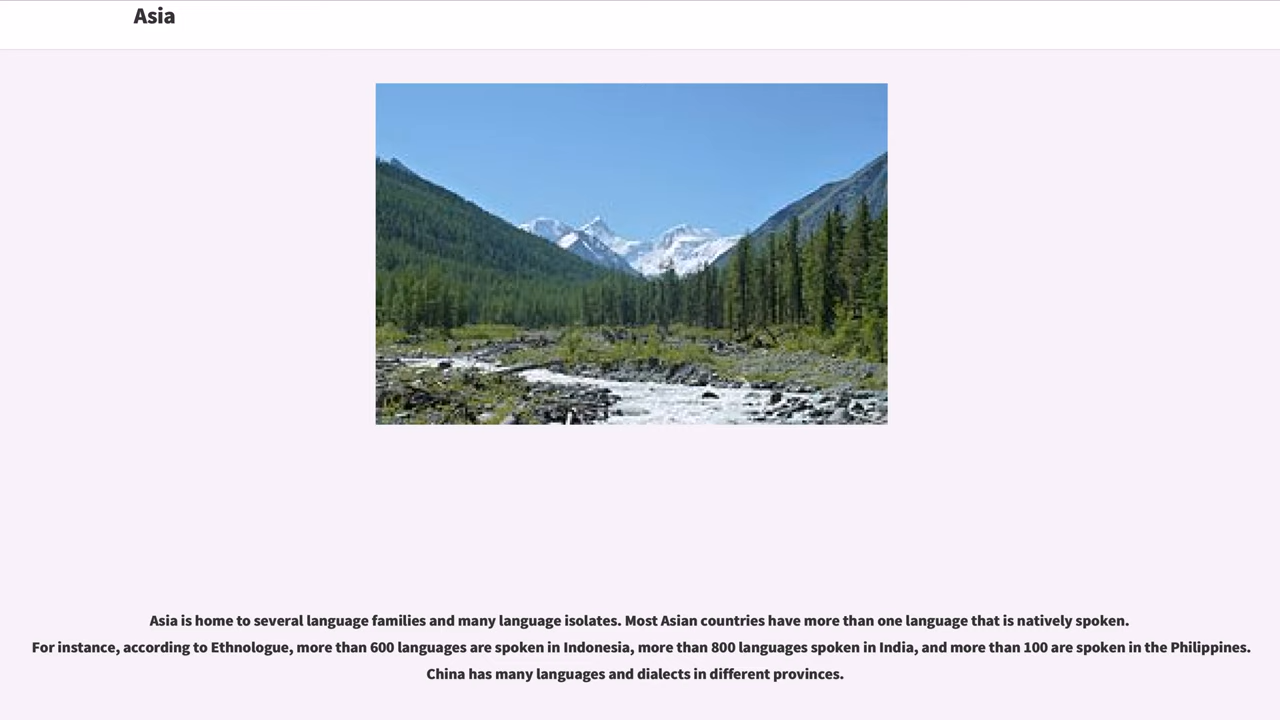 Asia
Asia is home to several language families and many language isolates. Most Asian countries have more than one language that is natively spoken.
For instance, according to Ethnologue, more than 600 languages are spoken in Indonesia, more than 800 languages spoken in India, and more than 100 are spoken in the Philippines.
China has many languages and dialects in different provinces.